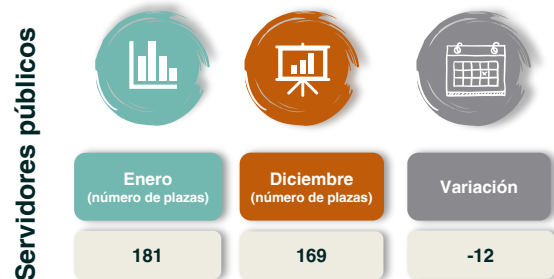 Servidores públicos
Enero
(número de plazas)
Diciembre
(número de plazas)
Variación
181
169
-12